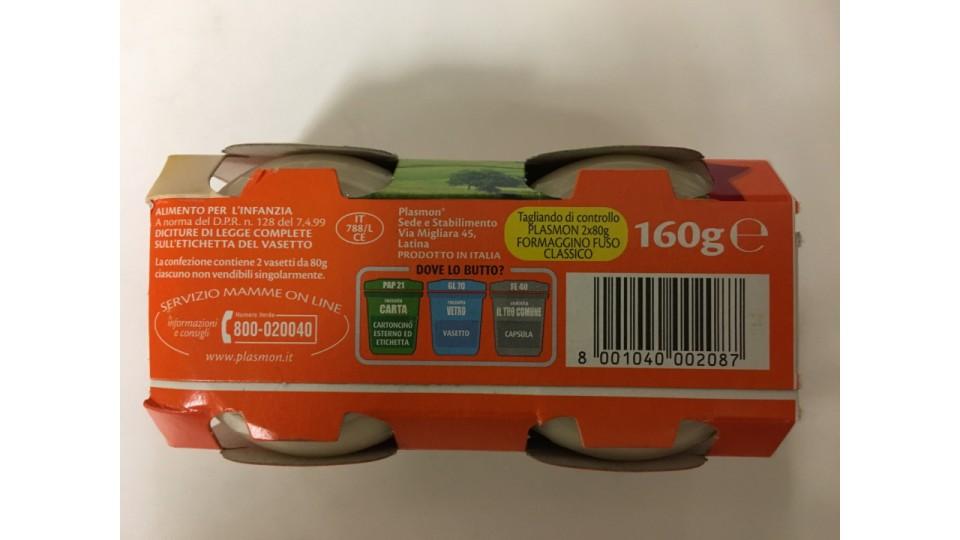 ALIMENTO PER L'INFANZIA
A norma del D.P.R. n. 128 del 7.4.99
DICITURE DI LEGGE COMPLETE
SULL'ETICHETTA DEL VASETTO
La confezione contiene 2 vasetti da 80g
ciascuno non vendibili singolarmente.
SERVIZIO MAMME ON LINE
informazioni
e consigli
Numero Verde
800-020040
www.plasmon.it
IT
788/L
CE
Plasmon®
Sede e Stabilimento
Via Migliara 45,
Latina
PRODOTTO IN ITALIA
Tagliando di controllo
PLASMON 2x80g
FORMAGGINO FUSO
CLASSICO
160g e
DOVE LO BUTTO?
PAP 21
raccolta
CARTA
CARTONCINO
ESTERNO ED
ETICHETTA
GL 70
raccolta
VETRO
VASETTO
FE 40
raccolta
IL TUO COMUNE
CAPSULA
8 001040 002087